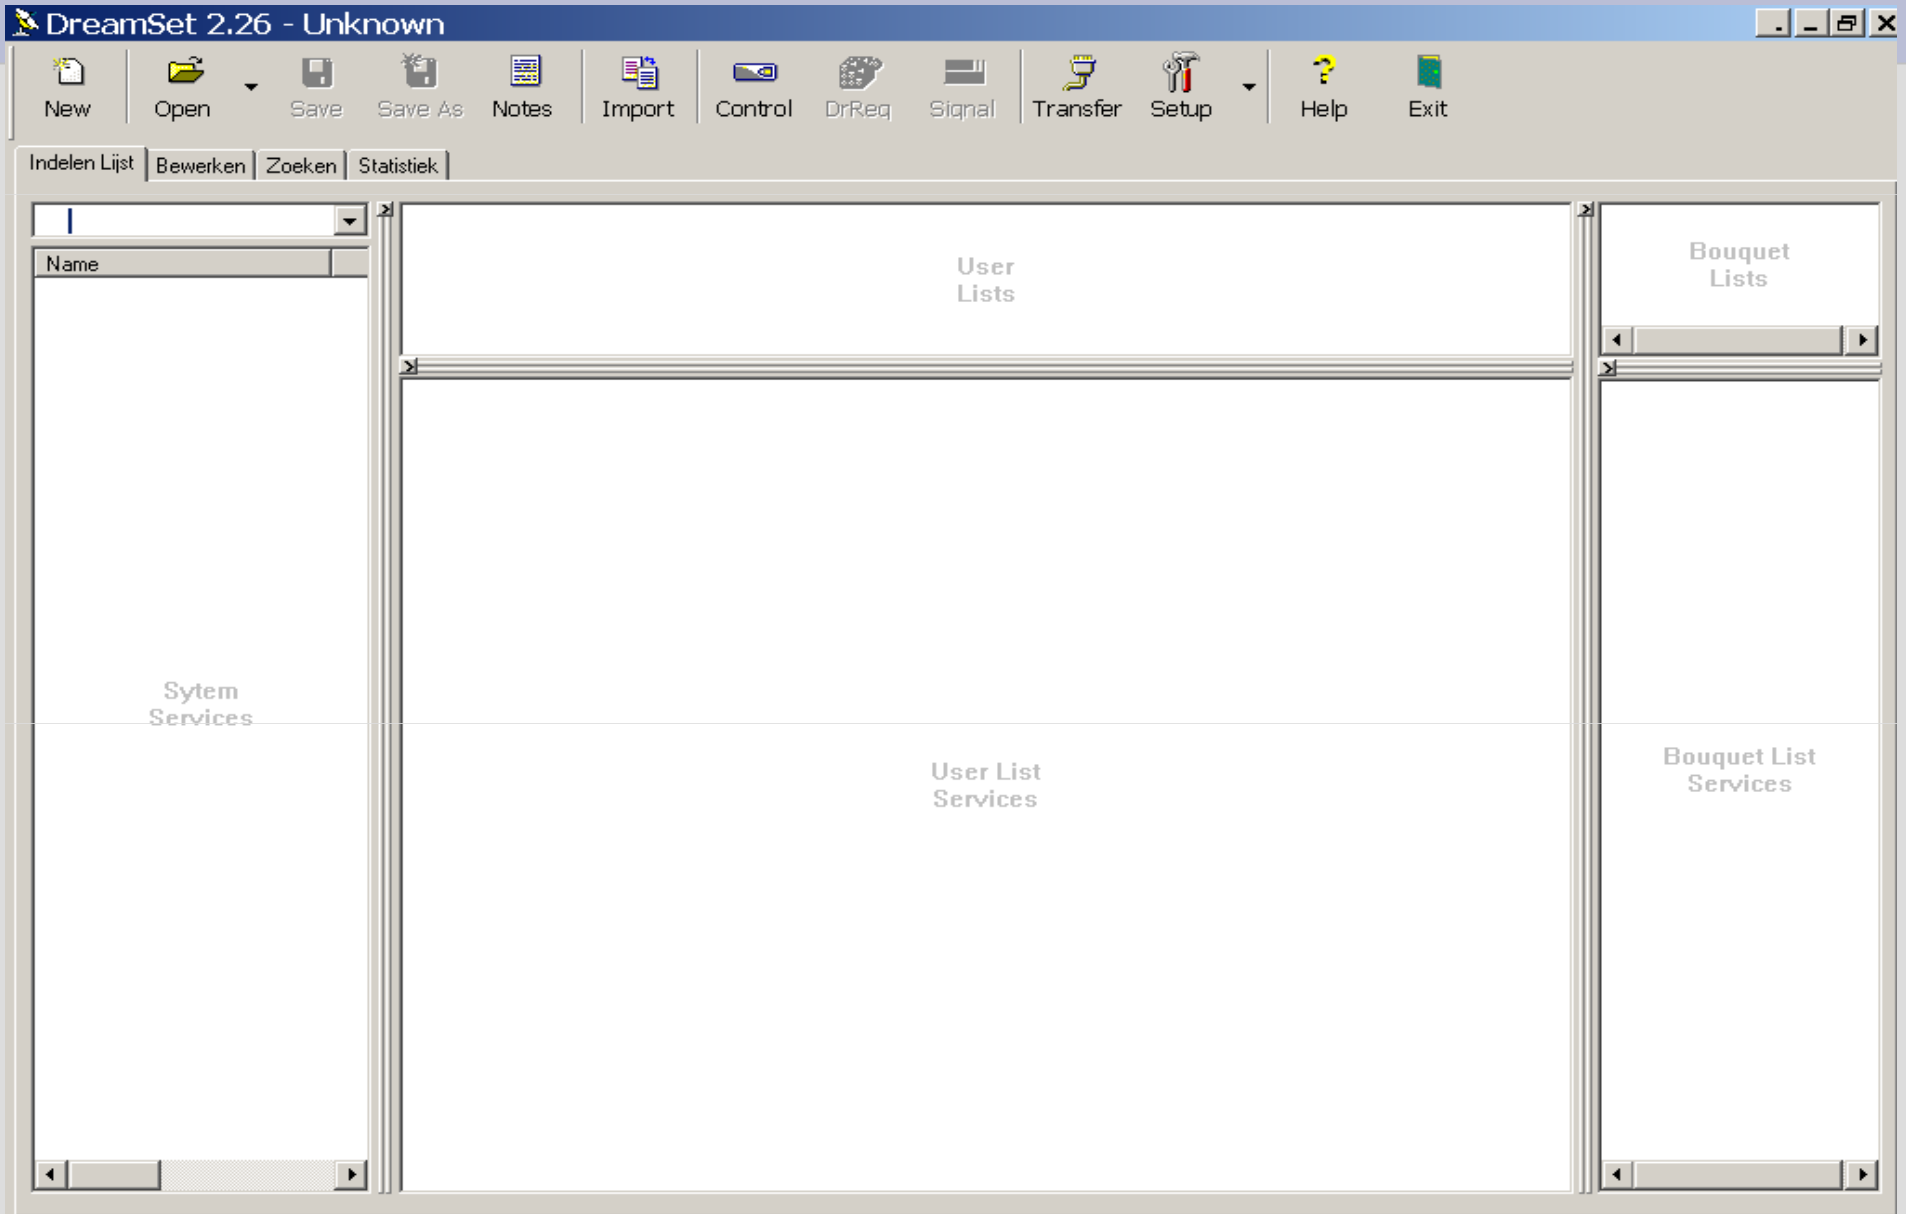 DreamSet 2.26 - Unknown
New Open Save Save As Notes Import Control DrReq Signal Transfer Setup Help Exit
Indelen Lijst Bewerken Zoeken Statistiek
Name
User
Lists
Bouquet
Lists
Sytem
Services
User List
Services
Bouquet List
Services